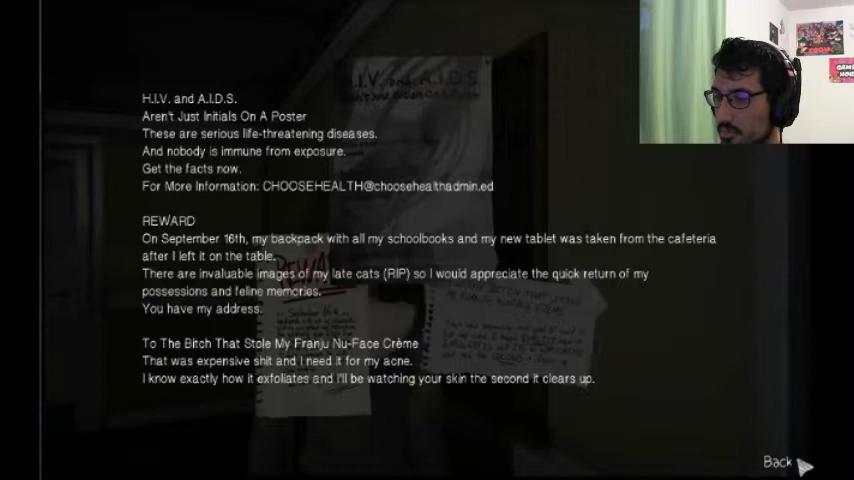 H.I.V. and A.I.D.S.
Aren't Just Initials On A Poster
These are serious life-threatening diseases.
And nobody is immune from exposure.
Get the facts now.
For More Information: CHOOSEHEALTH@choosehealthadmin.ed
REWARD
On September 16th, my backpack with all my schoolbooks and my new tablet was taken from the cafeteria
after I left it on the table.
There are invaluable images of my late cats (RIP) so I would appreciate the quick return of my
possessions and feline memories.
You have my address.
To The Bitch That Stole My Franju Nu-Face Crème
That was expensive shit and I need it for my acne.
I know exactly how it exfoliates and I'll be watching your skin the second it clears up.
Back